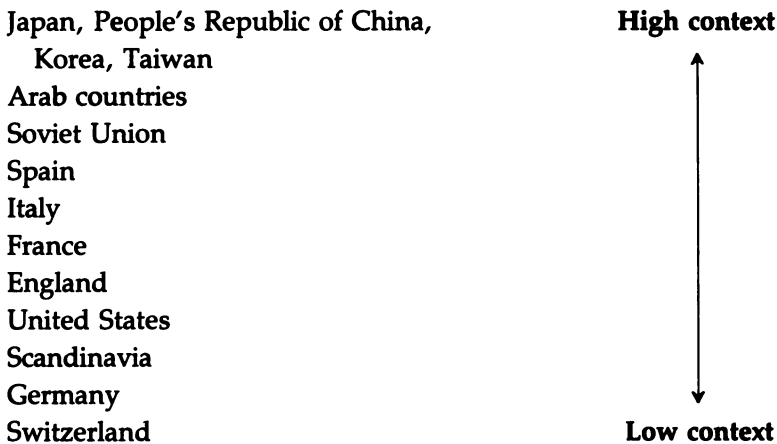 Japan, People's Republic of China,
Korea, Taiwan
Arab countries
Soviet Union
Spain
Italy
France
England
United States
Scandinavia
Germany
Switzerland
High context
Low context